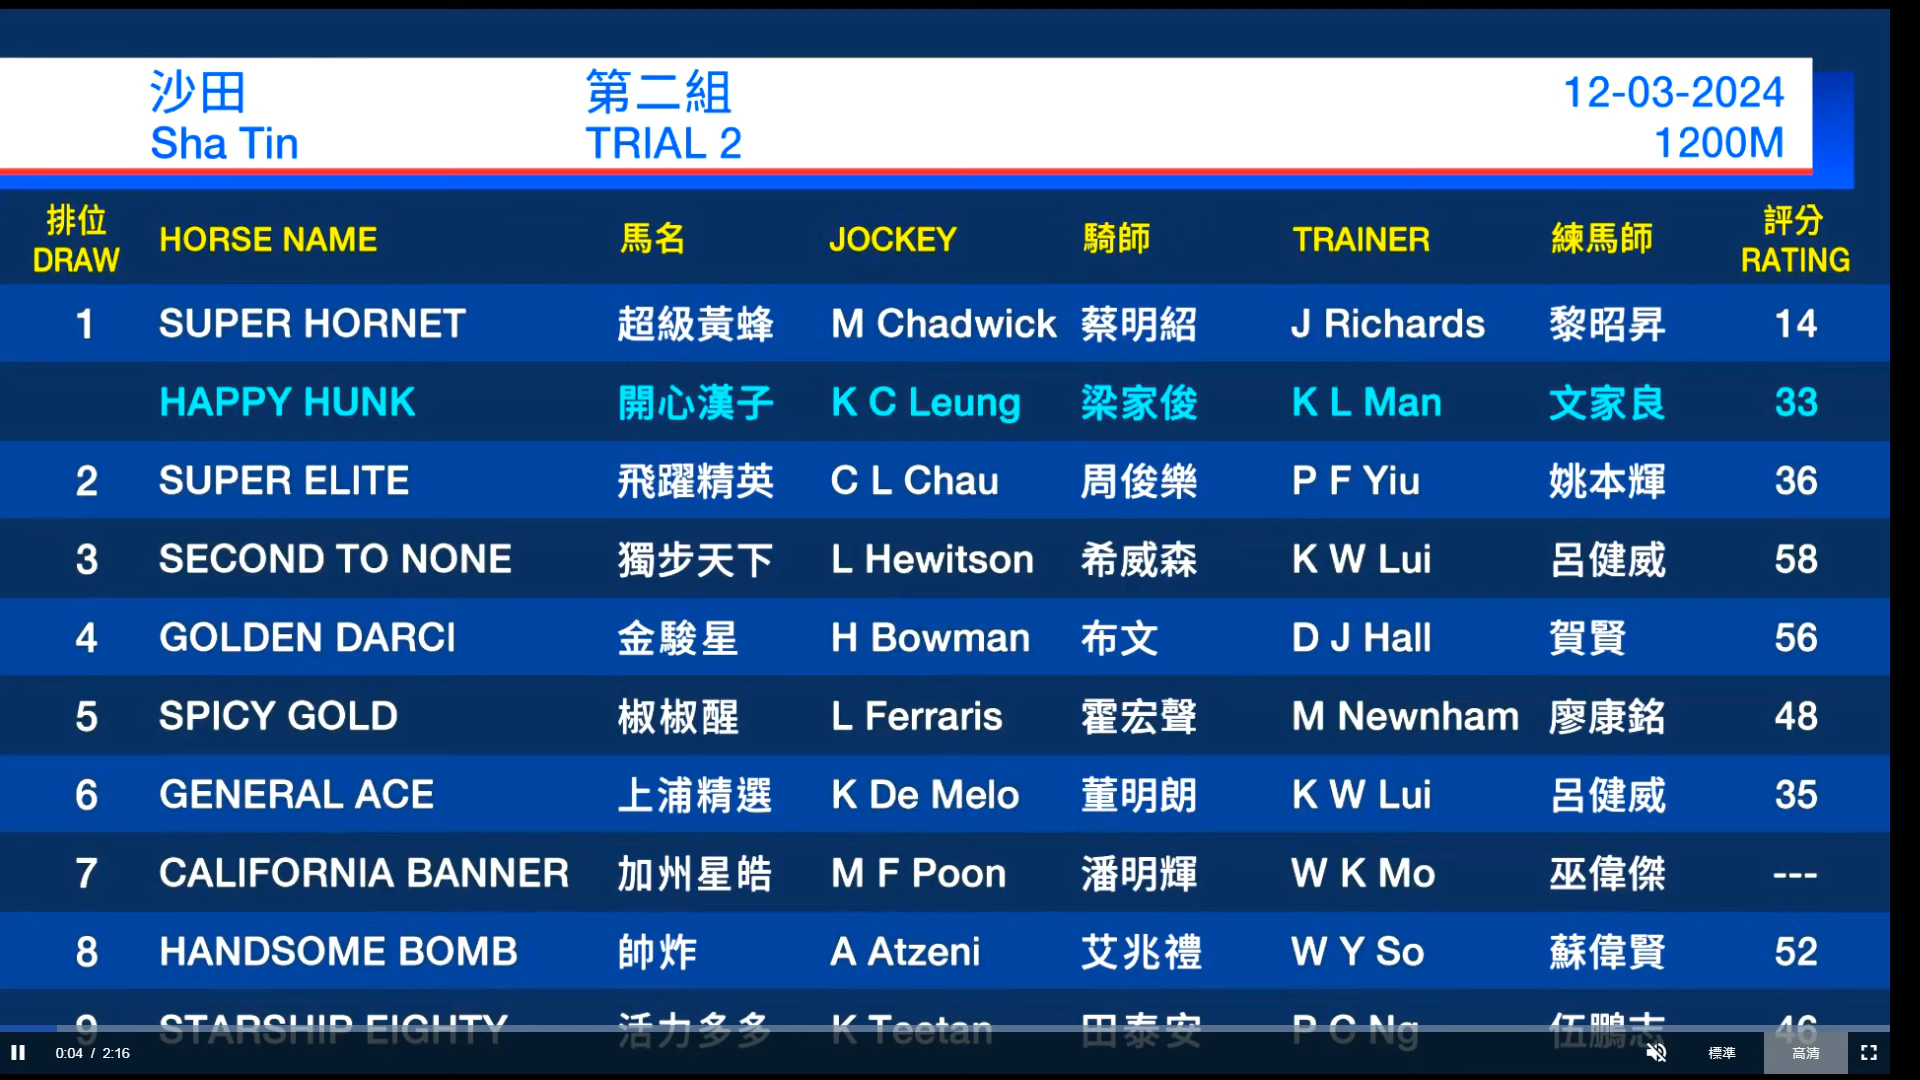 沙田 第二組 12-03-2024
Sha Tin TRIAL 2 1200M
排位 DRAW HORSE NAME 馬名 JOCKEY 騎師 TRAINER 練馬師 評分 RATING
1 SUPER HORNET 超級黃蜂 M Chadwick 蔡明紹 J Richards 黎昭昇 14
HAPPY HUNK 開心漢子 K C Leung 梁家俊 K L Man 文家良 33
2 SUPER ELITE 飛躍精英 C L Chau 周俊樂 P F Yiu 姚本輝 36
3 SECOND TO NONE 獨步天下 L Hewitson 希威森 K W Lui 呂健威 58
4 GOLDEN DARCI 金駿星 H Bowman 布文 D J Hall 賀賢 56
5 SPICY GOLD 椒椒醒 L Ferraris 霍宏聲 M Newnham 廖康銘 48
6 GENERAL ACE 上浦精選 K De Melo 董明朗 K W Lui 呂健威 35
7 CALIFORNIA BANNER 加州星皓 M F Poon 潘明輝 W K Mo 巫偉傑 ---
8 HANDSOME BOMB 帥炸 A Atzeni 艾兆禮 W Y So 蘇偉賢 52
9 STARSHIP EIGHTY 活力多多 K Teetan 田泰安 P C Ng 伍鵬志 46
0:04 / 2:16 標準 高清